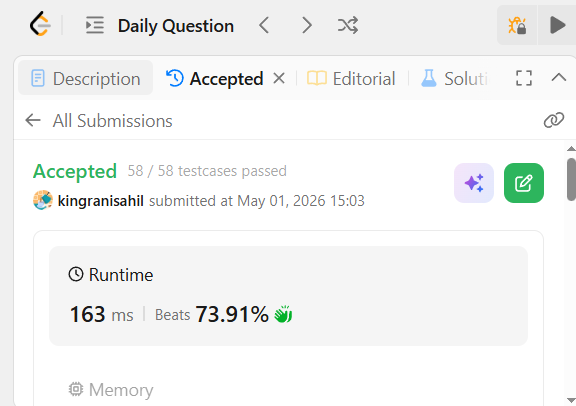 Daily Question
Description Accepted Editorial Soluti
All Submissions
Accepted 58 / 58 testcases passed
kingranisahil submitted at May 01, 2026 15:03
Runtime
163 ms Beats 73.91%
Memory